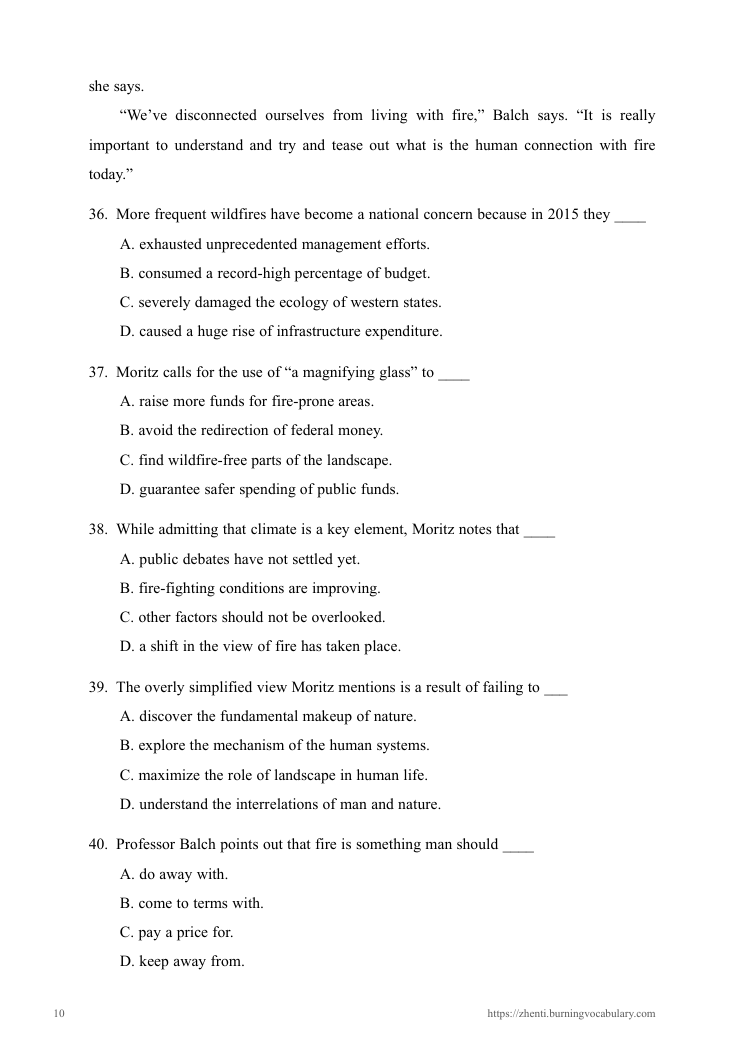 she says.
“We’ve disconnected ourselves from living with fire,” Balch says. “It is really
important to understand and try and tease out what is the human connection with fire
today.”
36. More frequent wildfires have become a national concern because in 2015 they ____
A. exhausted unprecedented management efforts.
B. consumed a record-high percentage of budget.
C. severely damaged the ecology of western states.
D. caused a huge rise of infrastructure expenditure.
37. Moritz calls for the use of “a magnifying glass” to ____
A. raise more funds for fire-prone areas.
B. avoid the redirection of federal money.
C. find wildfire-free parts of the landscape.
D. guarantee safer spending of public funds.
38. While admitting that climate is a key element, Moritz notes that ____
A. public debates have not settled yet.
B. fire-fighting conditions are improving.
C. other factors should not be overlooked.
D. a shift in the view of fire has taken place.
39. The overly simplified view Moritz mentions is a result of failing to ___
A. discover the fundamental makeup of nature.
B. explore the mechanism of the human systems.
C. maximize the role of landscape in human life.
D. understand the interrelations of man and nature.
40. Professor Balch points out that fire is something man should ____
A. do away with.
B. come to terms with.
C. pay a price for.
D. keep away from.
10
https://zhenti.burningvocabulary.com